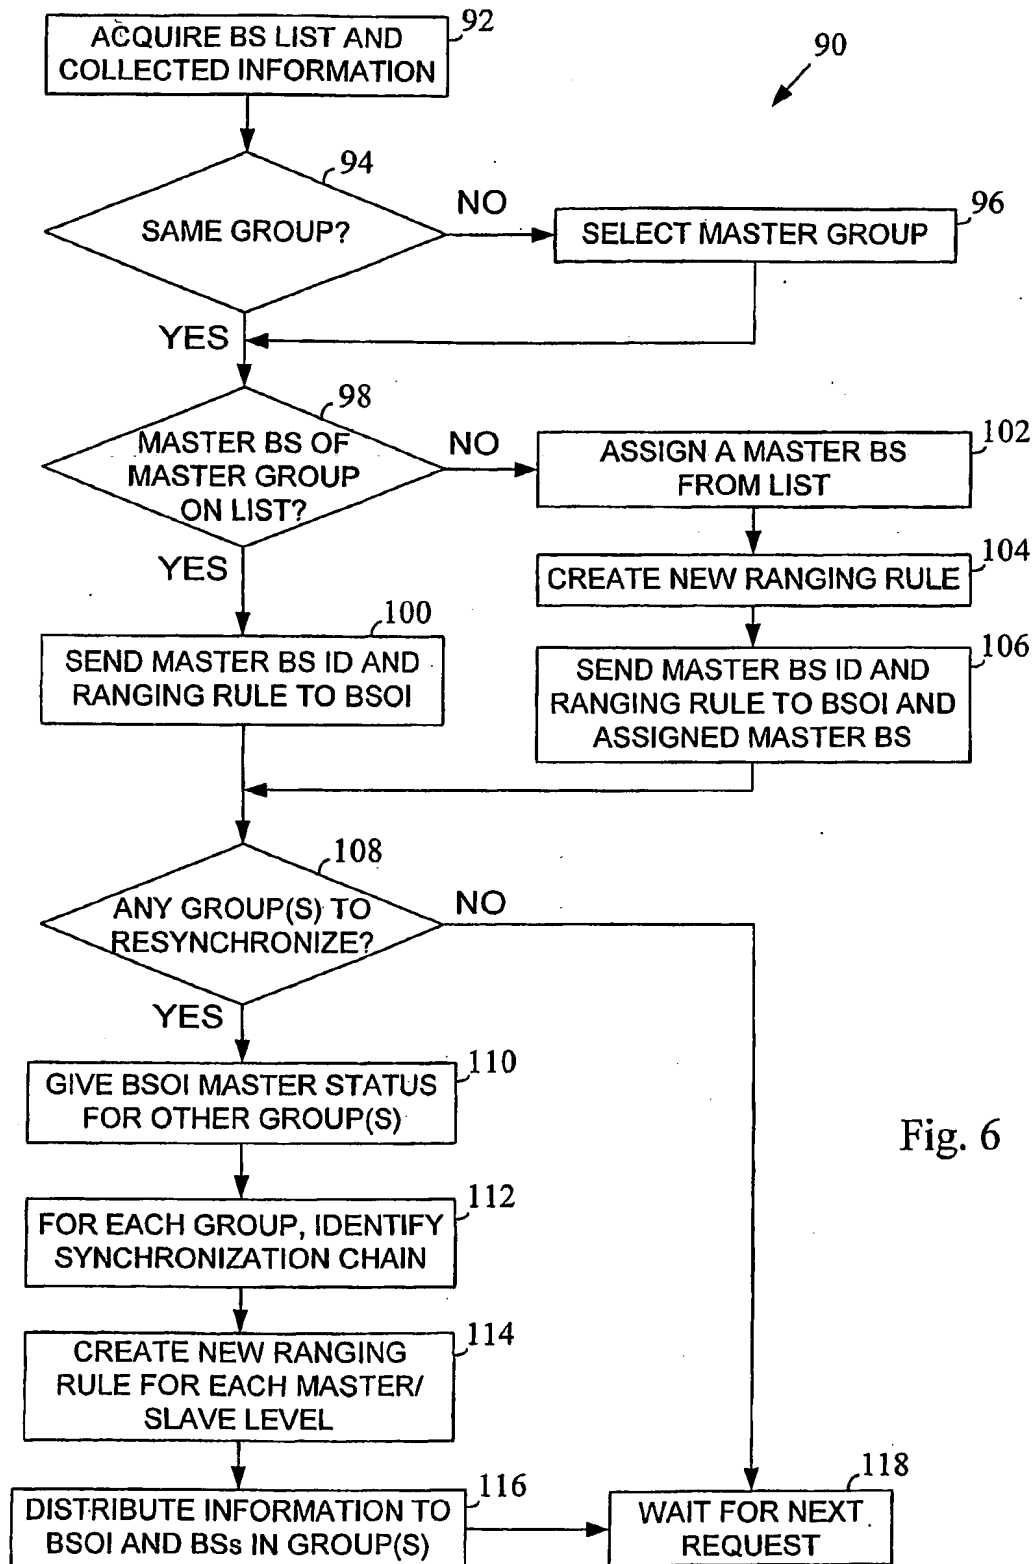 92
ACQUIRE BS LIST AND
COLLECTED INFORMATION
90
94
SAME GROUP?
NO
96
SELECT MASTER GROUP
YES
98
MASTER BS OF
MASTER GROUP
ON LIST?
NO
102
ASSIGN A MASTER BS
FROM LIST
YES
104
CREATE NEW RANGING RULE
100
SEND MASTER BS ID AND
RANGING RULE TO BSOI
106
SEND MASTER BS ID AND
RANGING RULE TO BSOI AND
ASSIGNED MASTER BS
108
ANY GROUP(S) TO
RESYNCHRONIZE?
NO
YES
110
GIVE BSOI MASTER STATUS
FOR OTHER GROUP(S)
Fig. 6
112
FOR EACH GROUP, IDENTIFY
SYNCHRONIZATION CHAIN
114
CREATE NEW RANGING
RULE FOR EACH MASTER/
SLAVE LEVEL
116
DISTRIBUTE INFORMATION TO
BSOI AND BSs IN GROUP(S)
118
WAIT FOR NEXT
REQUEST